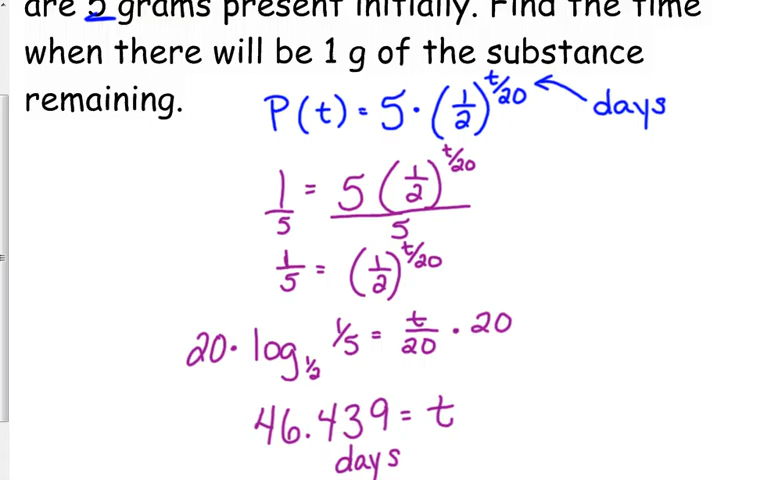 are 5 grams present initially. Find the time
when there will be 1 g of the substance
remaining.
P(t) = 5 · (1/2)^t/20 days
1/5 = 5(1/2)^t/20 / 5
1/5 = (1/2)^t/20
20 · log_1/2 1/5 = t/20 · 20
46.439 = t
days